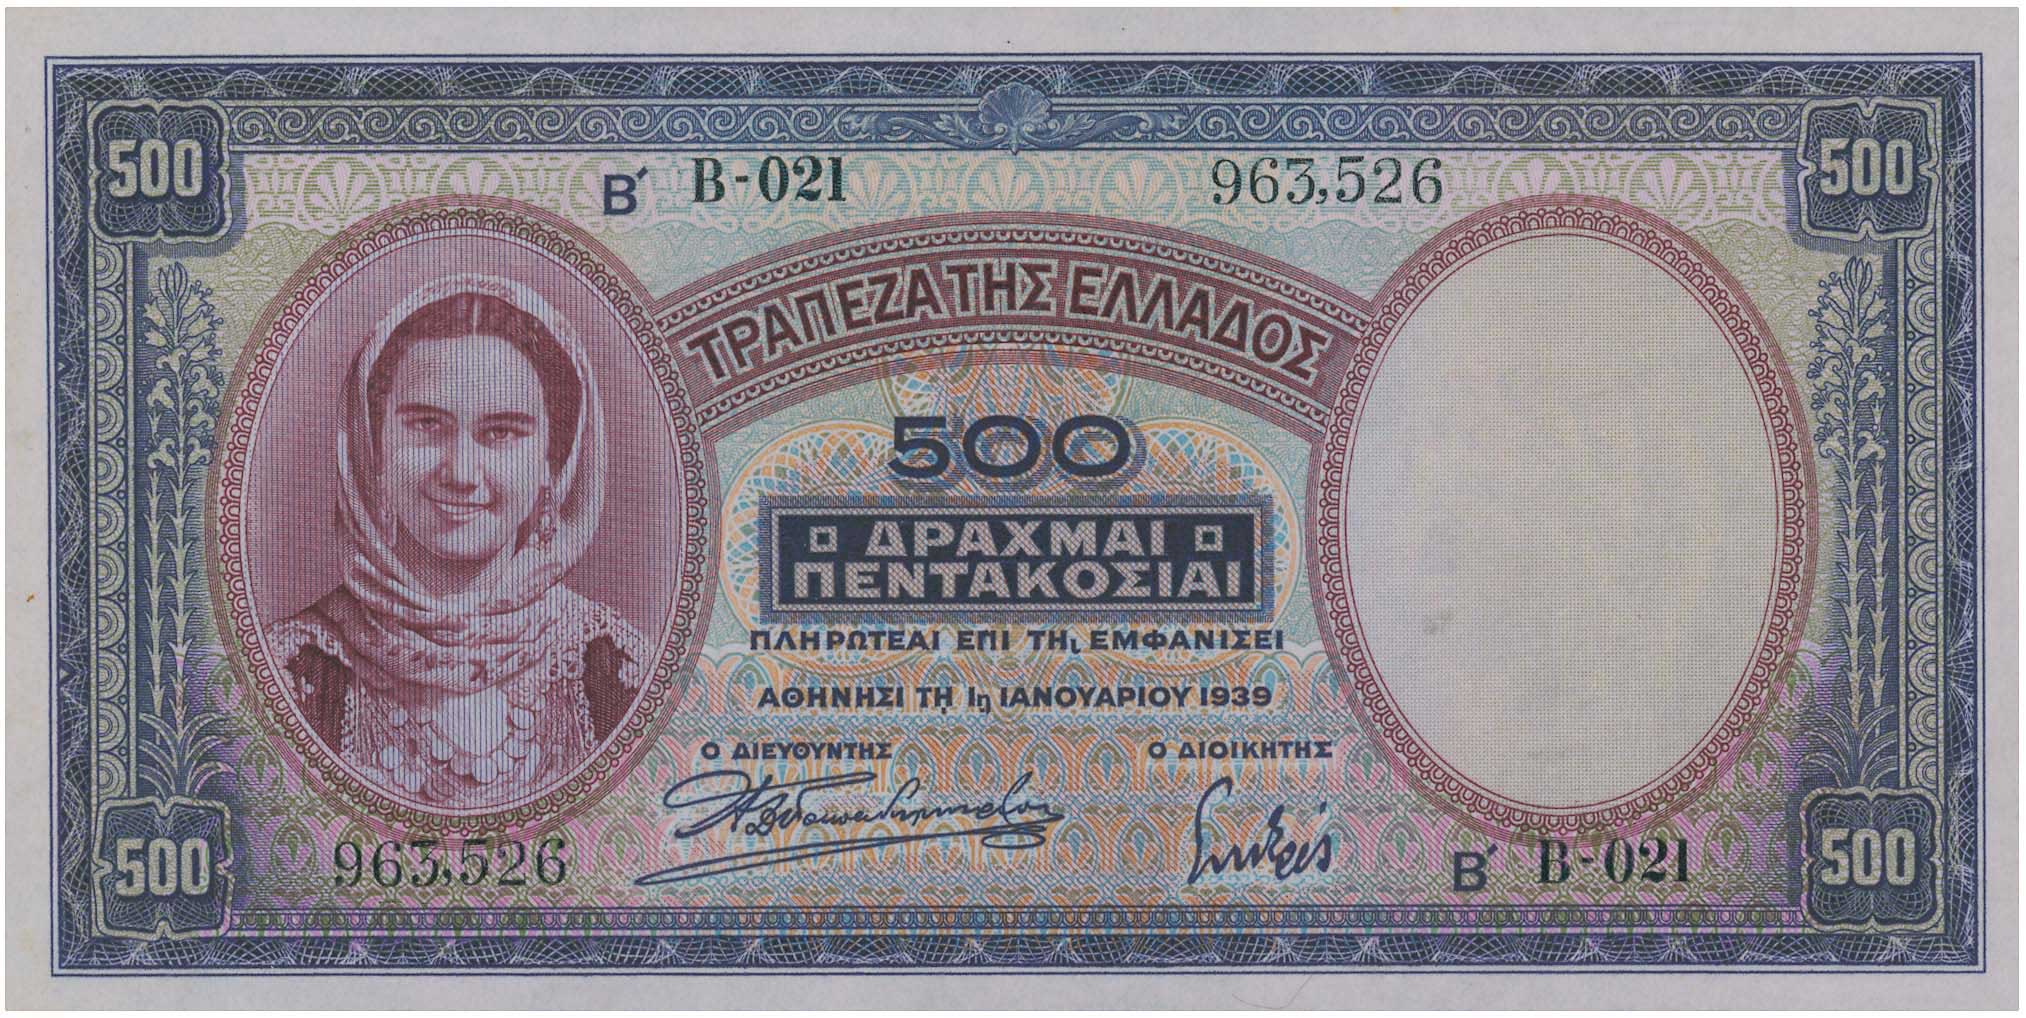 500
500
Β΄ Β-021
963,526
ΤΡΑΠΕΖΑ ΤΗΣ ΕΛΛΑΔΟΣ
500
ΔΡΑΧΜΑΙ
ΠΕΝΤΑΚΟΣΙΑΙ
ΠΛΗΡΩΤΕΑΙ ΕΠΙ ΤΗι ΕΜΦΑΝΙΣΕΙ
ΑΘΗΝΗΣΙ Τῌ 1ῃ ΙΑΝΟΥΑΡΙΟΥ 1939
Ο ΔΙΕΥΘΥΝΤΗΣ
Ο ΔΙΟΙΚΗΤΗΣ
963,526
Β΄ Β-021
500
500